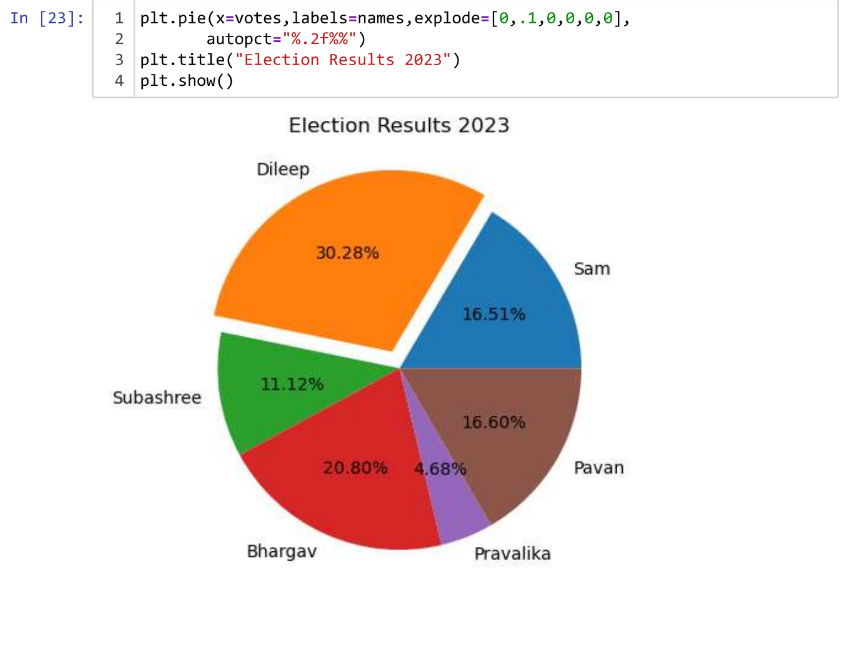 In [23]:
1 plt.pie(x=votes,labels=names,explode=[0,.1,0,0,0,0],
2 autopct="%.2f%%")
3 plt.title("Election Results 2023")
4 plt.show()
Election Results 2023
Dileep
30.28%
Sam
16.51%
11.12%
Subashree
16.60%
20.80%
4.68%
Pavan
Bhargav
Pravalika